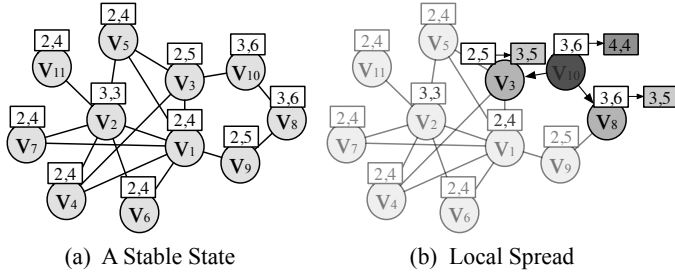 2,4
V5
2,4
V11
2,5
V3
3,6
V10
3,3
V2
3,6
V8
2,4
V7
2,4
V1
2,5
V9
2,4
V4
2,4
V6
(a) A Stable State
2,4
V5
2,4
V11
2,5
3,5
V3
3,6
4,4
V10
3,3
V2
3,6
3,5
V8
2,4
V7
2,4
V1
2,5
V9
2,4
V4
2,4
V6
(b) Local Spread